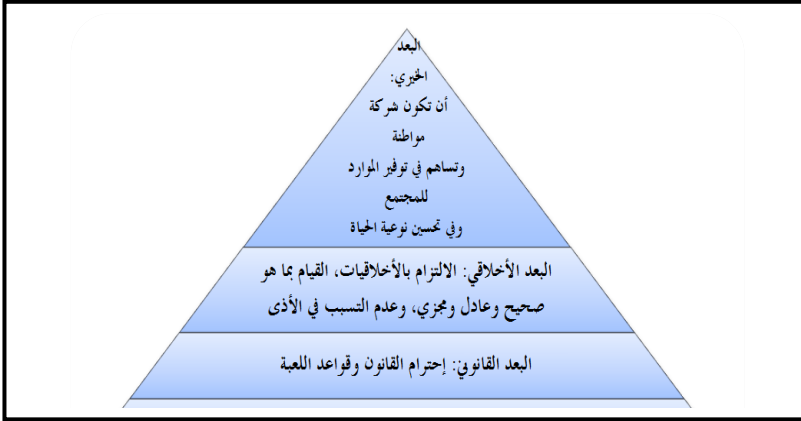 البعد
الخيري:
أن تكون شركة
مواطنة
وتساهم في توفير الموارد
للمجتمع
وفي تحسين نوعية الحياة
البعد الأخلاقي: الالتزام بالأخلاقيات، القيام بما هو
صحيح وعادل ومجزي، وعدم التسبب في الأذى
البعد القانوني: إحترام القانون وقواعد اللعبة